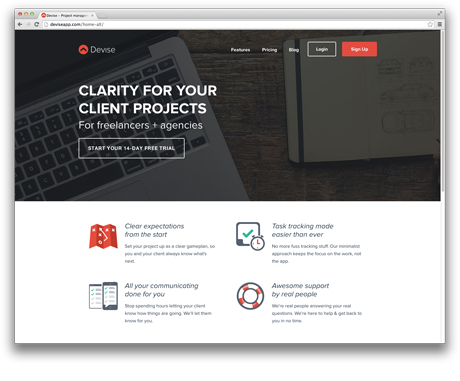 Devise - Project managem
deviseapp.com/home-alt/
Devise
Features Pricing Blog Login Sign Up
CLARITY FOR YOUR
CLIENT PROJECTS
For freelancers + agencies
START YOUR 14-DAY FREE TRIAL
Clear expectations
from the start
Set your project up as a clear gameplan, so
you and your client always know what's
next.
Task tracking made
easier than ever
No more fuss tracking stuff. Our minimalist
approach keeps the focus on the work, not
the app.
All your communicating
done for you
Stop spending hours letting your client
know how things are going. We'll let them
know for you.
Awesome support
by real people
We're real people answering your real
questions. We're here to help & get back to
you in no time.